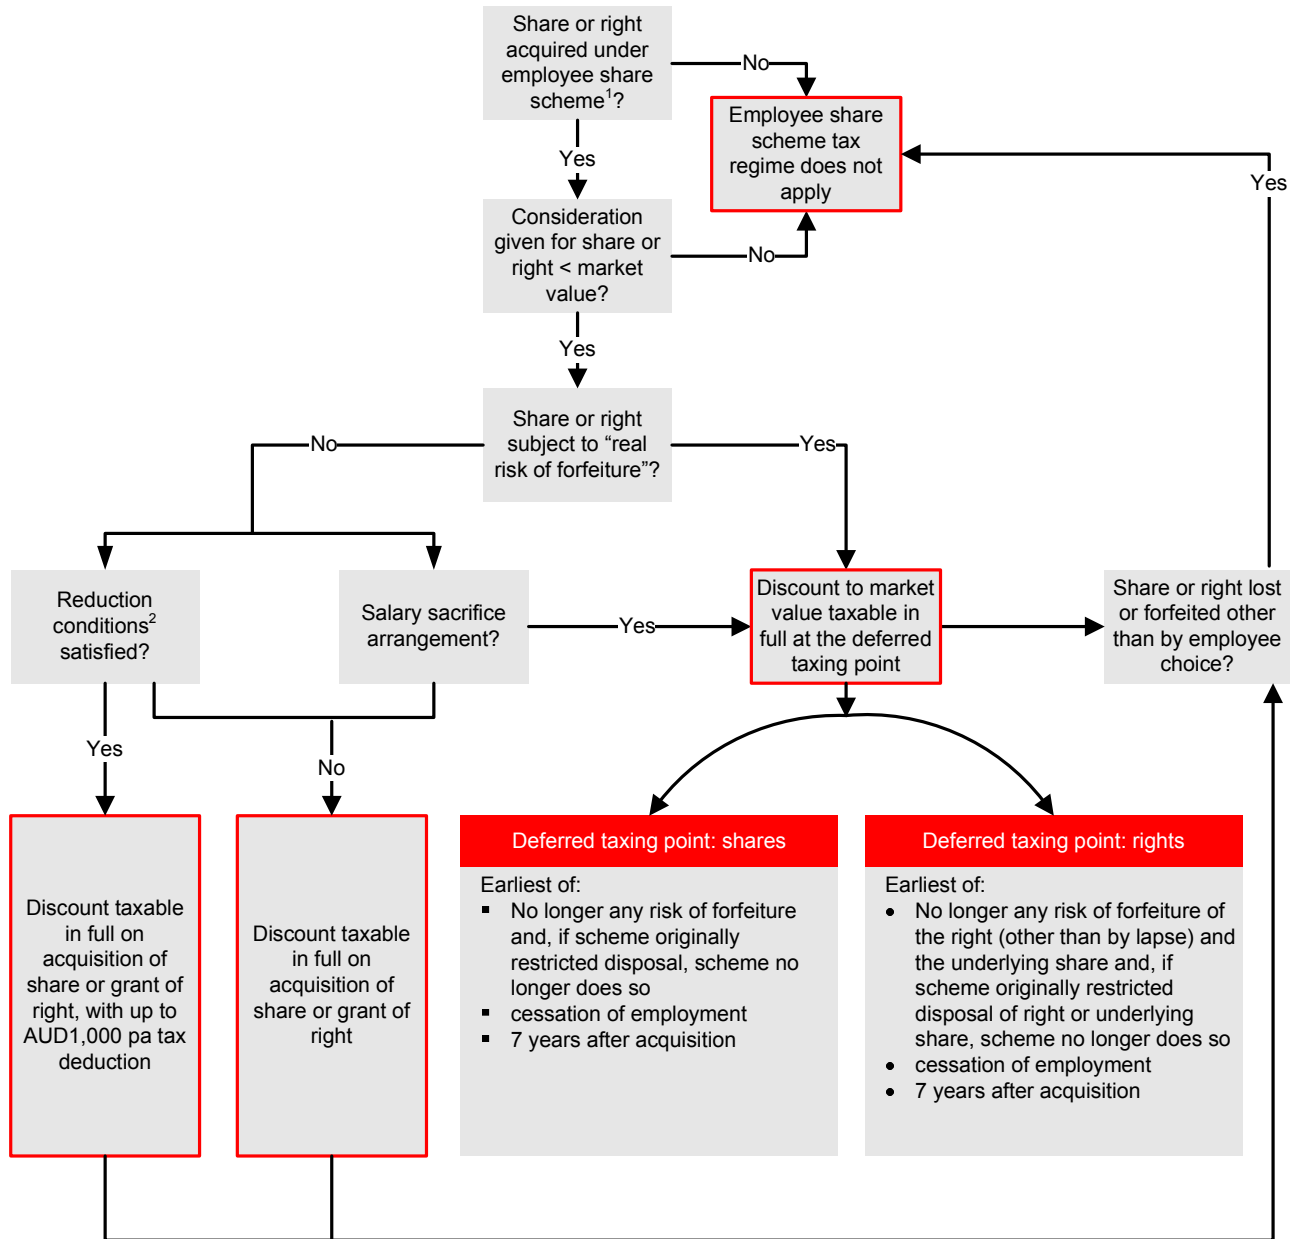 Share or right
acquired under
employee share
scheme1?
No
Employee share
scheme tax
regime does not
apply
Yes
Yes
Consideration
given for share or
right < market
value?
No
Yes
Share or right
subject to “real
risk of forfeiture”?
No
Yes
Reduction
conditions2
satisfied?
Salary sacrifice
arrangement?
Yes
Discount to market
value taxable in
full at the deferred
taxing point
Share or right lost
or forfeited other
than by employee
choice?
Yes
No
Discount taxable
in full on
acquisition of
share or grant of
right, with up to
AUD1,000 pa tax
deduction
Discount taxable
in full on
acquisition of
share or grant of
right
Deferred taxing point: shares
Earliest of:
▪ No longer any risk of forfeiture
and, if scheme originally
restricted disposal, scheme no
longer does so
▪ cessation of employment
▪ 7 years after acquisition
Deferred taxing point: rights
Earliest of:
• No longer any risk of forfeiture of
the right (other than by lapse) and
the underlying share and, if
scheme originally restricted
disposal of right or underlying
share, scheme no longer does so
• cessation of employment
• 7 years after acquisition